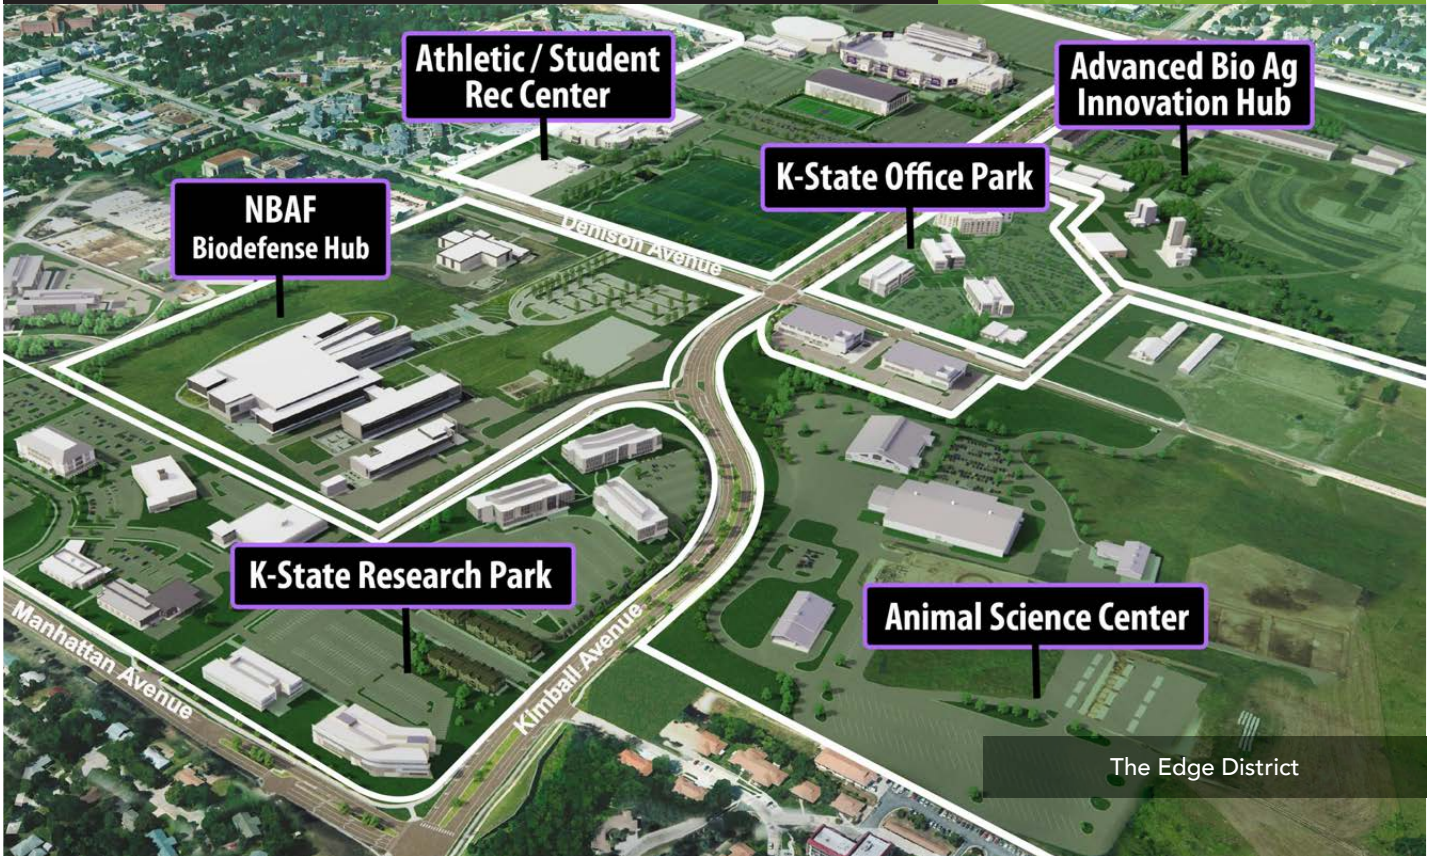 Athletic / Student
Rec Center
Advanced Bio Ag
Innovation Hub
K-State Office Park
NBAF
Biodefense Hub
Denison Avenue
K-State Research Park
Animal Science Center
Manhattan Avenue
Kimball Avenue
The Edge District